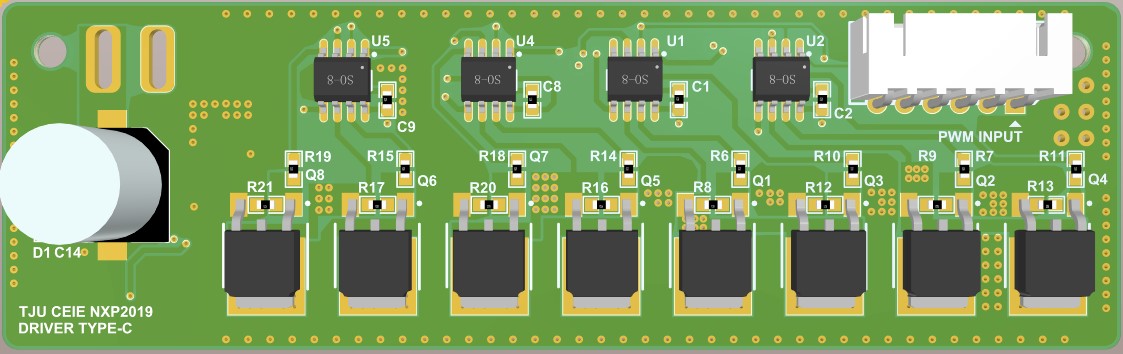 U5 U4 U1 U2
SO-8 SO-8 SO-8 SO-8
C9 C8 C1 C2
PWM INPUT
R19 R15 R18 Q7 R14 R6 R10 R9 R7 R11
Q8 Q6 Q5 Q1 Q3 Q2 Q4
R21 R17 R20 R16 R8 R12 R13
D1 C14
TJU CEIE NXP2019
DRIVER TYPE-C